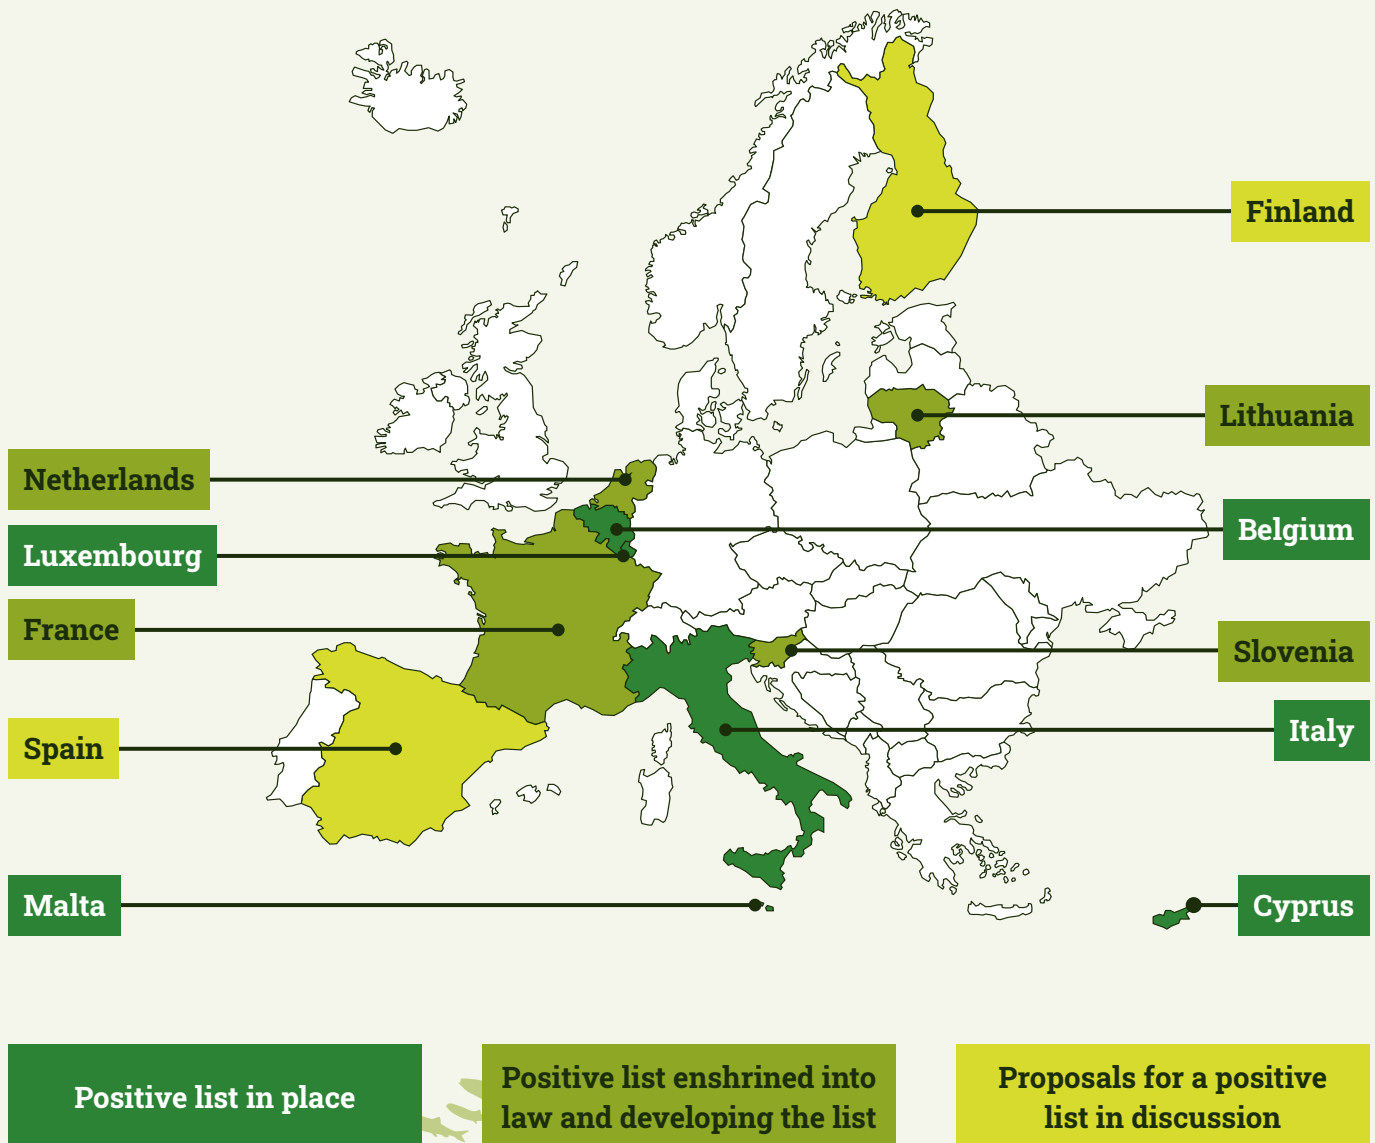 Finland
Lithuania
Netherlands
Belgium
Luxembourg
France
Slovenia
Italy
Spain
Malta
Cyprus
Positive list in place
Positive list enshrined into
law and developing the list
Proposals for a positive
list in discussion